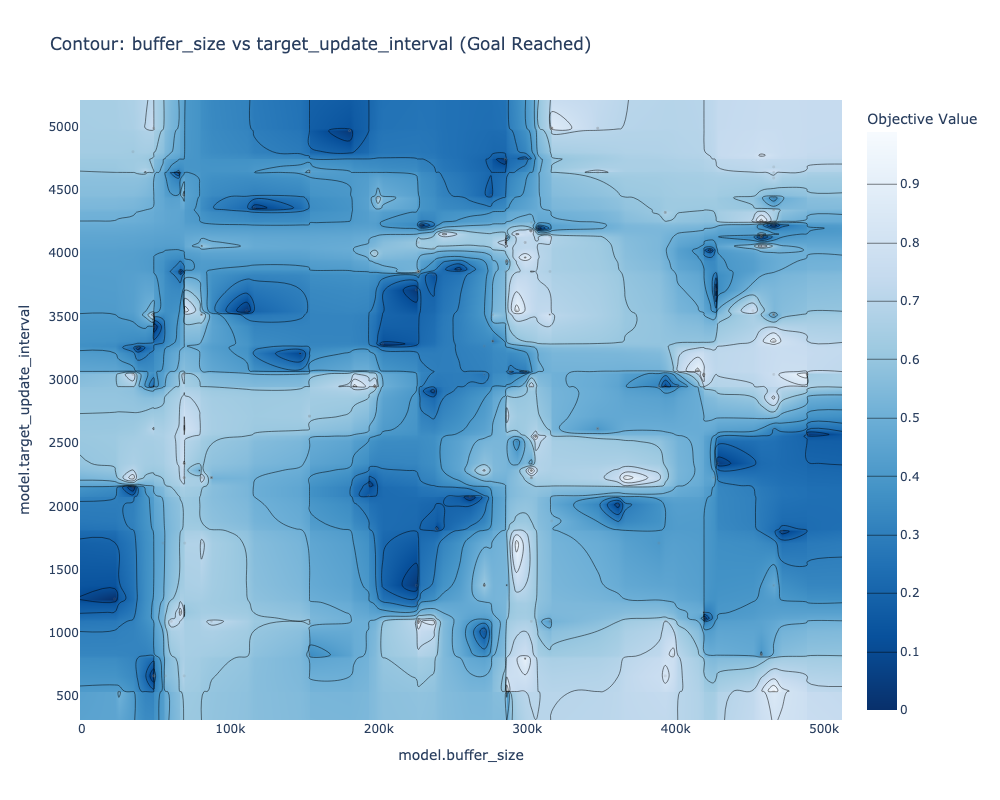 Contour: buffer_size vs target_update_interval (Goal Reached)
Objective Value
5000
4500
4000
3500
3000
2500
2000
1500
1000
500
model.target_update_interval
0
100k
200k
300k
400k
500k
model.buffer_size
0.9
0.8
0.7
0.6
0.5
0.4
0.3
0.2
0.1
0